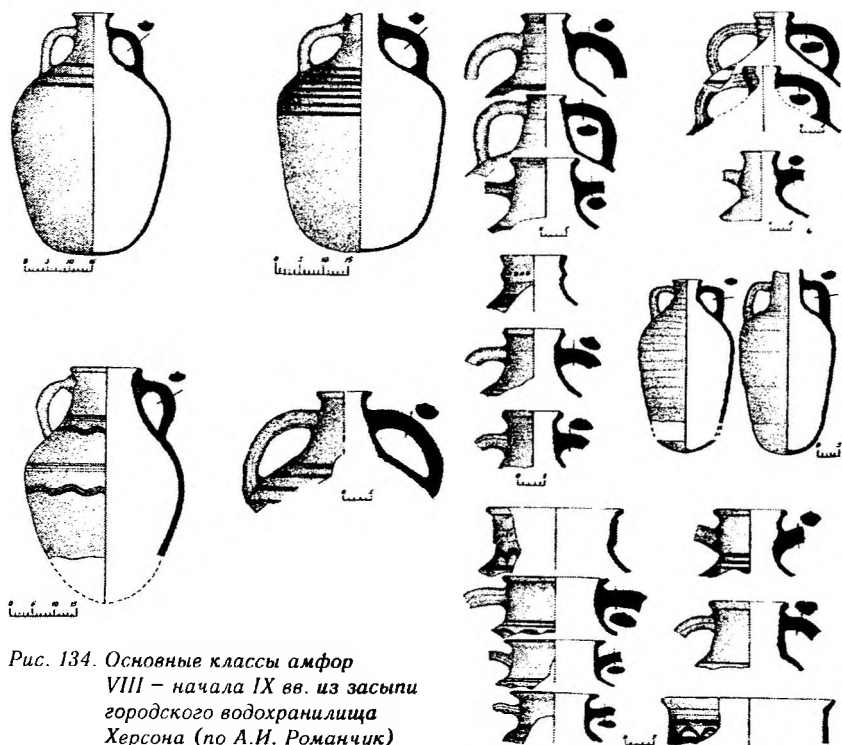 Рис. 134. Основные классы амфор
VIII – начала IX вв. из засыпи
городского водохранилища
Херсона (по А.И. Романчик)